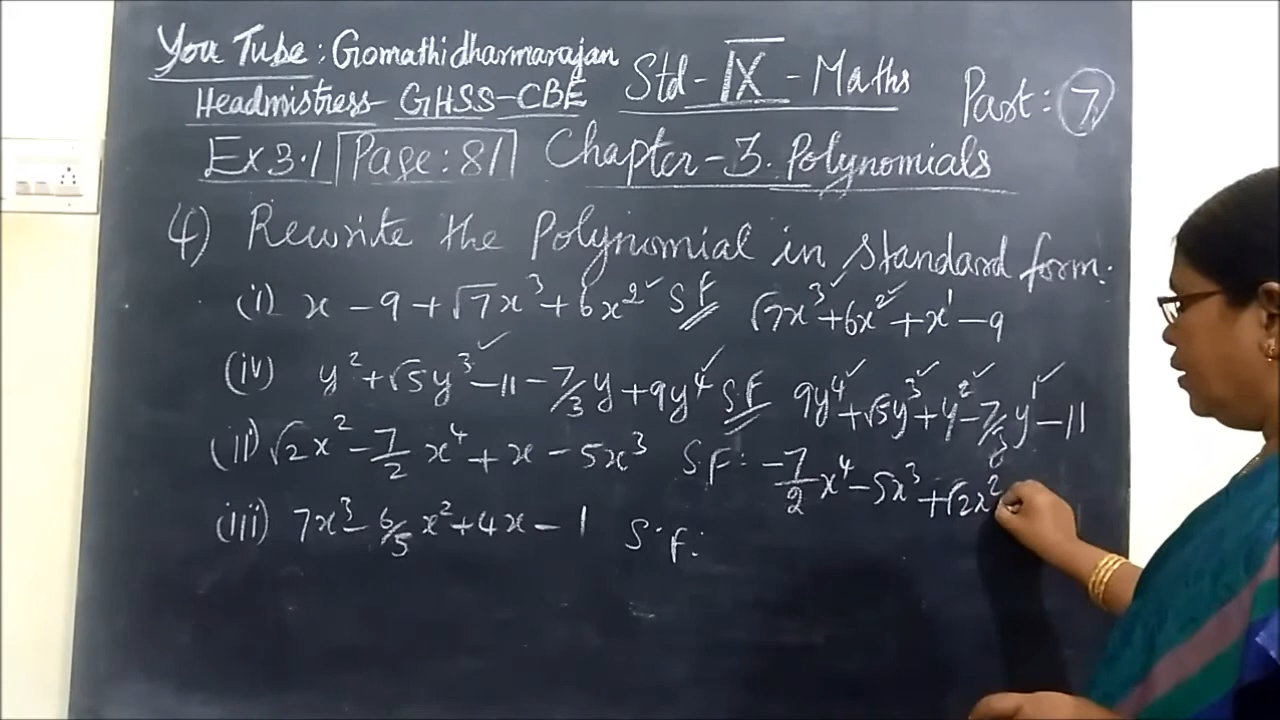 You Tube : Gomathidharmarajan
Headmistress - GHSS - CBE
Std - IX - Maths
Part : 7
Ex 3.1 Page : 81 Chapter - 3. Polynomials
4) Rewrite the Polynomial in standard form.
(i) x - 9 + √7x³ + 6x² ✓ SF √7x³ ✓ + 6x² ✓ + x¹ - 9
(iv) y² + √5y³ ✓ - 11 - 7/3 y + 9y⁴ ✓ S.F 9y⁴ ✓ + √5y³ ✓ + y² ✓ - 7/3 y¹ ✓ - 11
(ii) √2x² - 7/2 x⁴ + x - 5x³ S.F : -7/2 x⁴ - 5x³ + √2x²
(iii) 7x³ - 6/5 x² + 4x - 1 S.F: